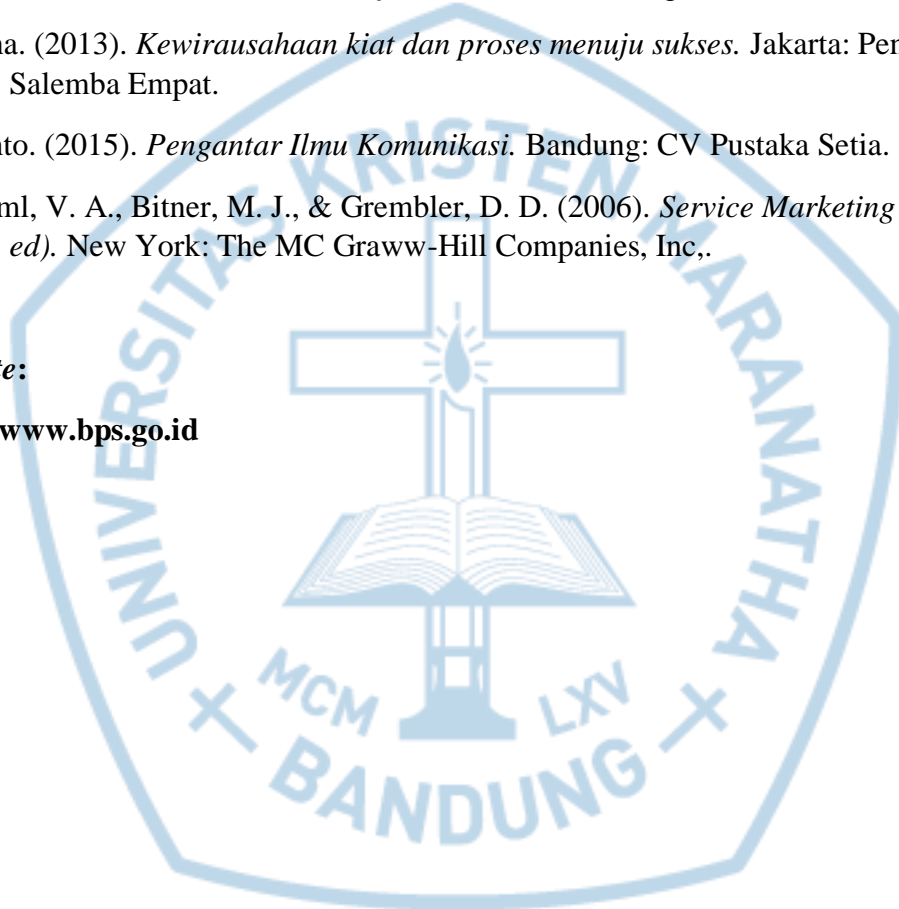 na. (2013). Kewirausahaan kiat dan proses menuju sukses. Jakarta: Pen
Salemba Empat.
nto. (2015). Pengantar Ilmu Komunikasi. Bandung: CV Pustaka Setia.
ml, V. A., Bitner, M. J., & Grembler, D. D. (2006). Service Marketing
ed). New York: The MC Graww-Hill Companies, Inc,.
e:
www.bps.go.id
UNIVERSITAS KRISTEN MARANATHA
MCM LXV
BANDUNG